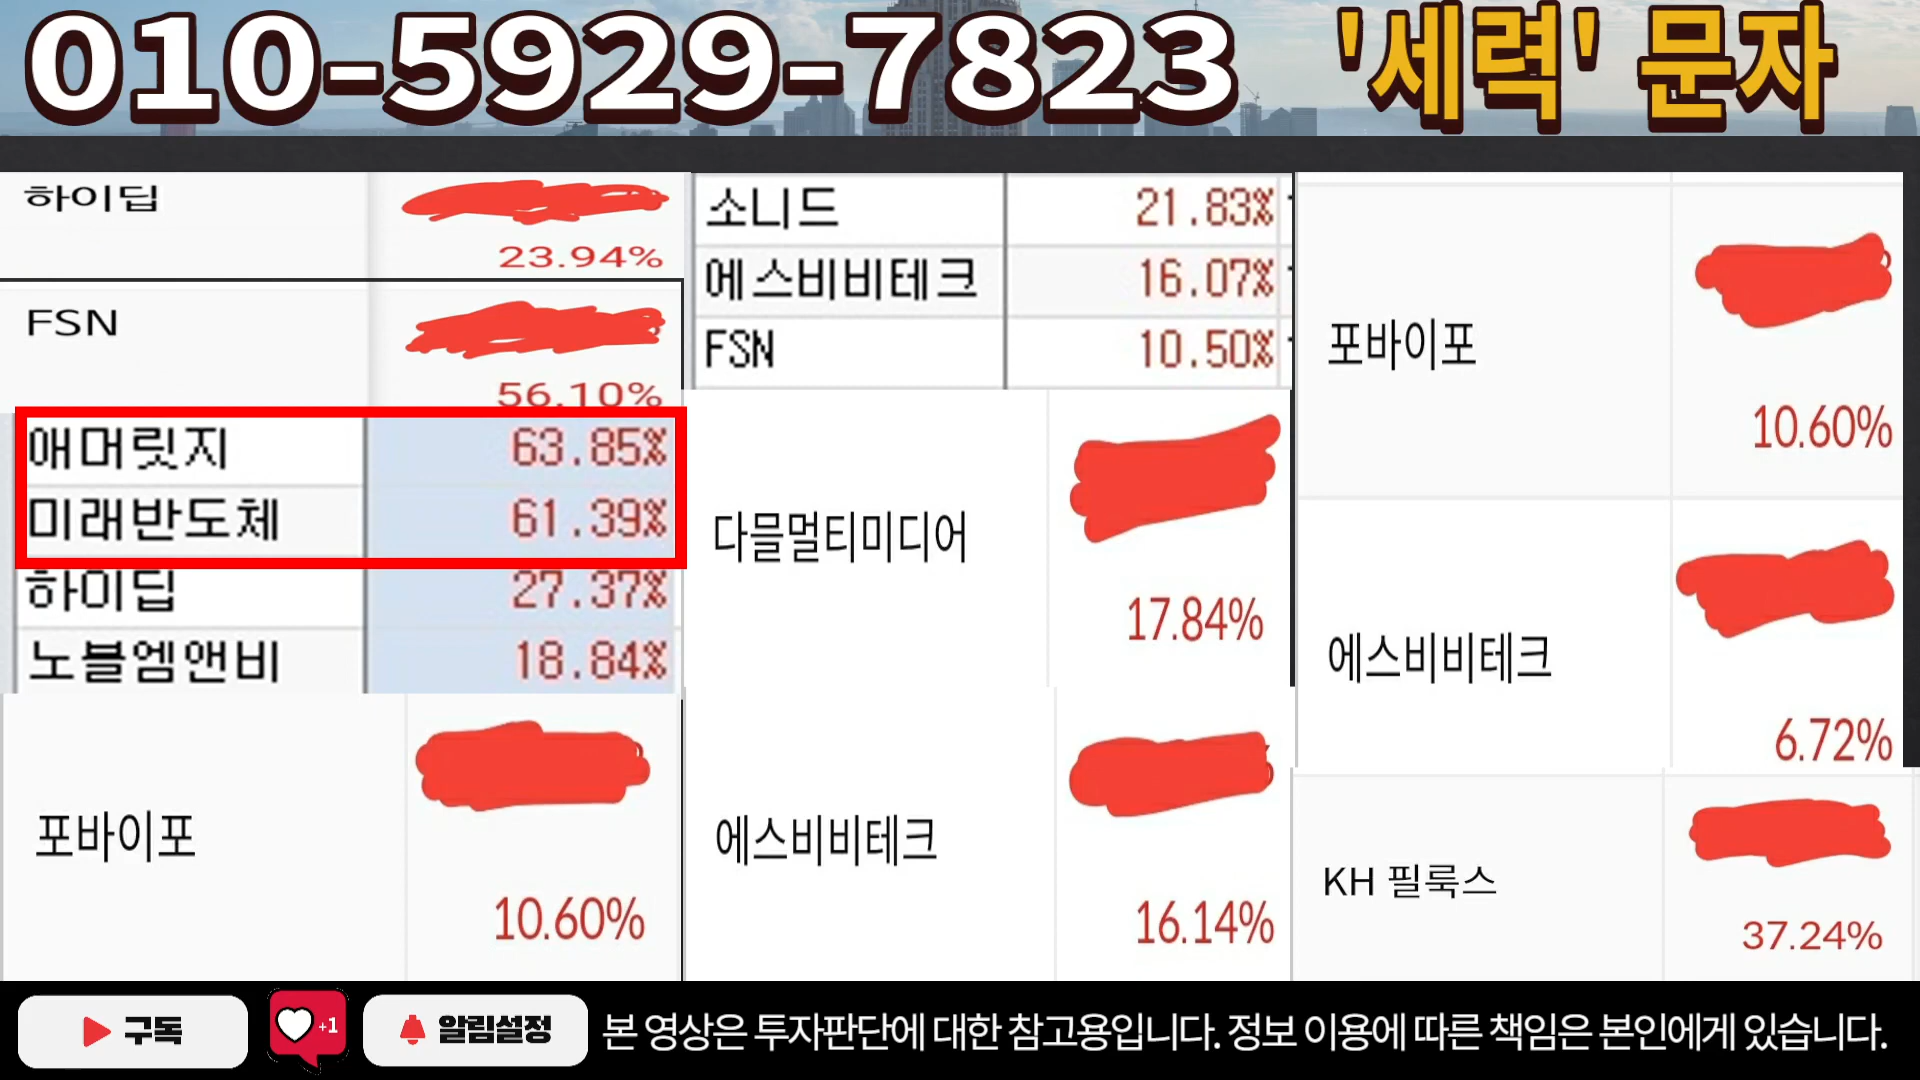 010-5929-7823 '세력' 문자
하이딥
23.94%
FSN
56.10%
애머릿지 63.85%
미래반도체 61.39%
하이딥 27.37%
노블엠앤비 18.84%
포바이포
10.60%
소니드 21.83%
에스비비테크 16.07%
FSN 10.50%
다믈멀티미디어
17.84%
에스비비테크
16.14%
포바이포
10.60%
에스비비테크
6.72%
KH 필룩스
37.24%
구독 +1 알림설정 본 영상은 투자판단에 대한 참고용입니다. 정보 이용에 따른 책임은 본인에게 있습니다.